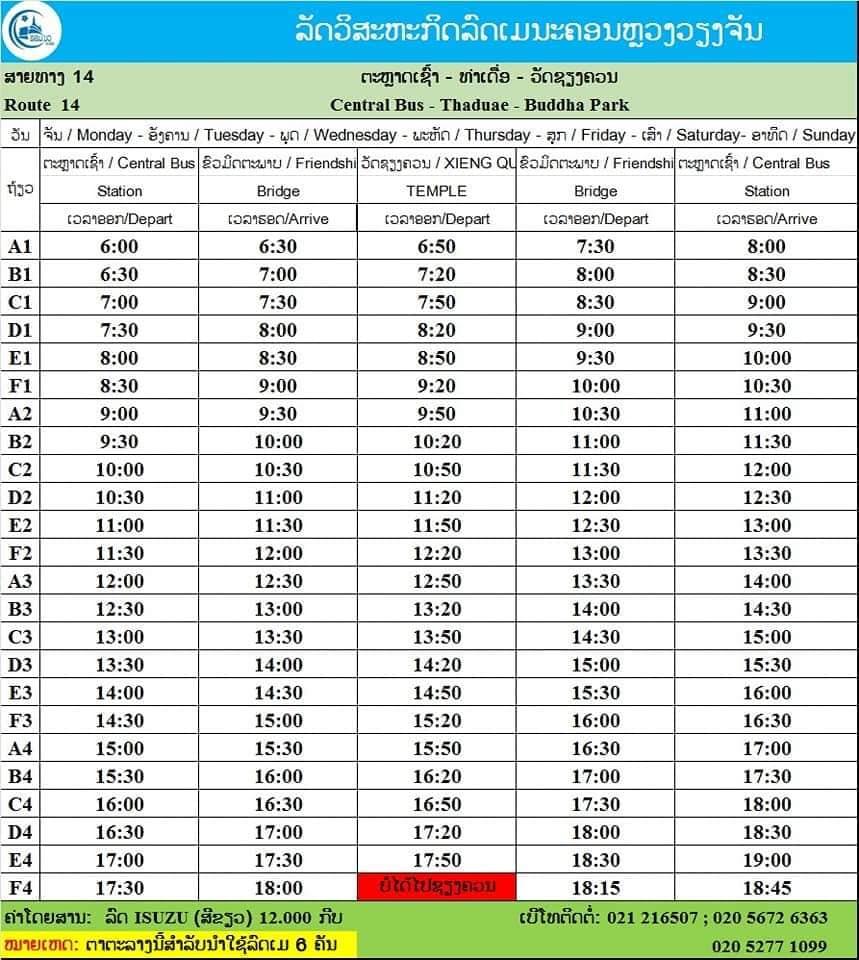 ISUZU
ລັດວິສະຫະກິດລົດເມນະຄອນຫຼວງວຽງຈັນ
ສາຍທາງ 14 ຕະຫຼາດເຊົ້າ - ທ່າເດື່ອ - ວັດຊຽງຄວນ
Route 14 Central Bus - Thaduae - Buddha Park
ວັນ ຈັນ / Monday - ອັງຄານ / Tuesday - ພຸດ / Wednesday - ພະຫັດ / Thursday - ສຸກ / Friday - ເສົາ / Saturday- ອາທິດ / Sunday
ຖ້ຽວ ຕະຫຼາດເຊົ້າ / Central Bus ຂົວມິດຕະພາບ / Friendshi ວັດຊຽງຄວນ / XIENG QU ຂົວມິດຕະພາບ / Friendshi ຕະຫຼາດເຊົ້າ / Central Bus
Station Bridge TEMPLE Bridge Station
ເວລາອອກ/Depart ເວລາຮອດ/Arrive ເວລາອອກ/Depart ເວລາອອກ/Depart ເວລາຮອດ/Arrive
A1 6:00 6:30 6:50 7:30 8:00
B1 6:30 7:00 7:20 8:00 8:30
C1 7:00 7:30 7:50 8:30 9:00
D1 7:30 8:00 8:20 9:00 9:30
E1 8:00 8:30 8:50 9:30 10:00
F1 8:30 9:00 9:20 10:00 10:30
A2 9:00 9:30 9:50 10:30 11:00
B2 9:30 10:00 10:20 11:00 11:30
C2 10:00 10:30 10:50 11:30 12:00
D2 10:30 11:00 11:20 12:00 12:30
E2 11:00 11:30 11:50 12:30 13:00
F2 11:30 12:00 12:20 13:00 13:30
A3 12:00 12:30 12:50 13:30 14:00
B3 12:30 13:00 13:20 14:00 14:30
C3 13:00 13:30 13:50 14:30 15:00
D3 13:30 14:00 14:20 15:00 15:30
E3 14:00 14:30 14:50 15:30 16:00
F3 14:30 15:00 15:20 16:00 16:30
A4 15:00 15:30 15:50 16:30 17:00
B4 15:30 16:00 16:20 17:00 17:30
C4 16:00 16:30 16:50 17:30 18:00
D4 16:30 17:00 17:20 18:00 18:30
E4 17:00 17:30 17:50 18:30 19:00
F4 17:30 18:00 ບໍ່ໄດ້ໄປຊຽງຄວນ 18:15 18:45
ຄ່າໂດຍສານ: ລົດ ISUZU (ສີຂຽວ) 12.000 ກີບ ເບີໂທຕິດຕໍ່: 021 216507 ; 020 5672 6363
ໝາຍເຫດ: ຕາຕະລາງນີ້ສຳລັບນຳໃຊ້ລົດເມ 6 ຄັນ 020 5277 1099